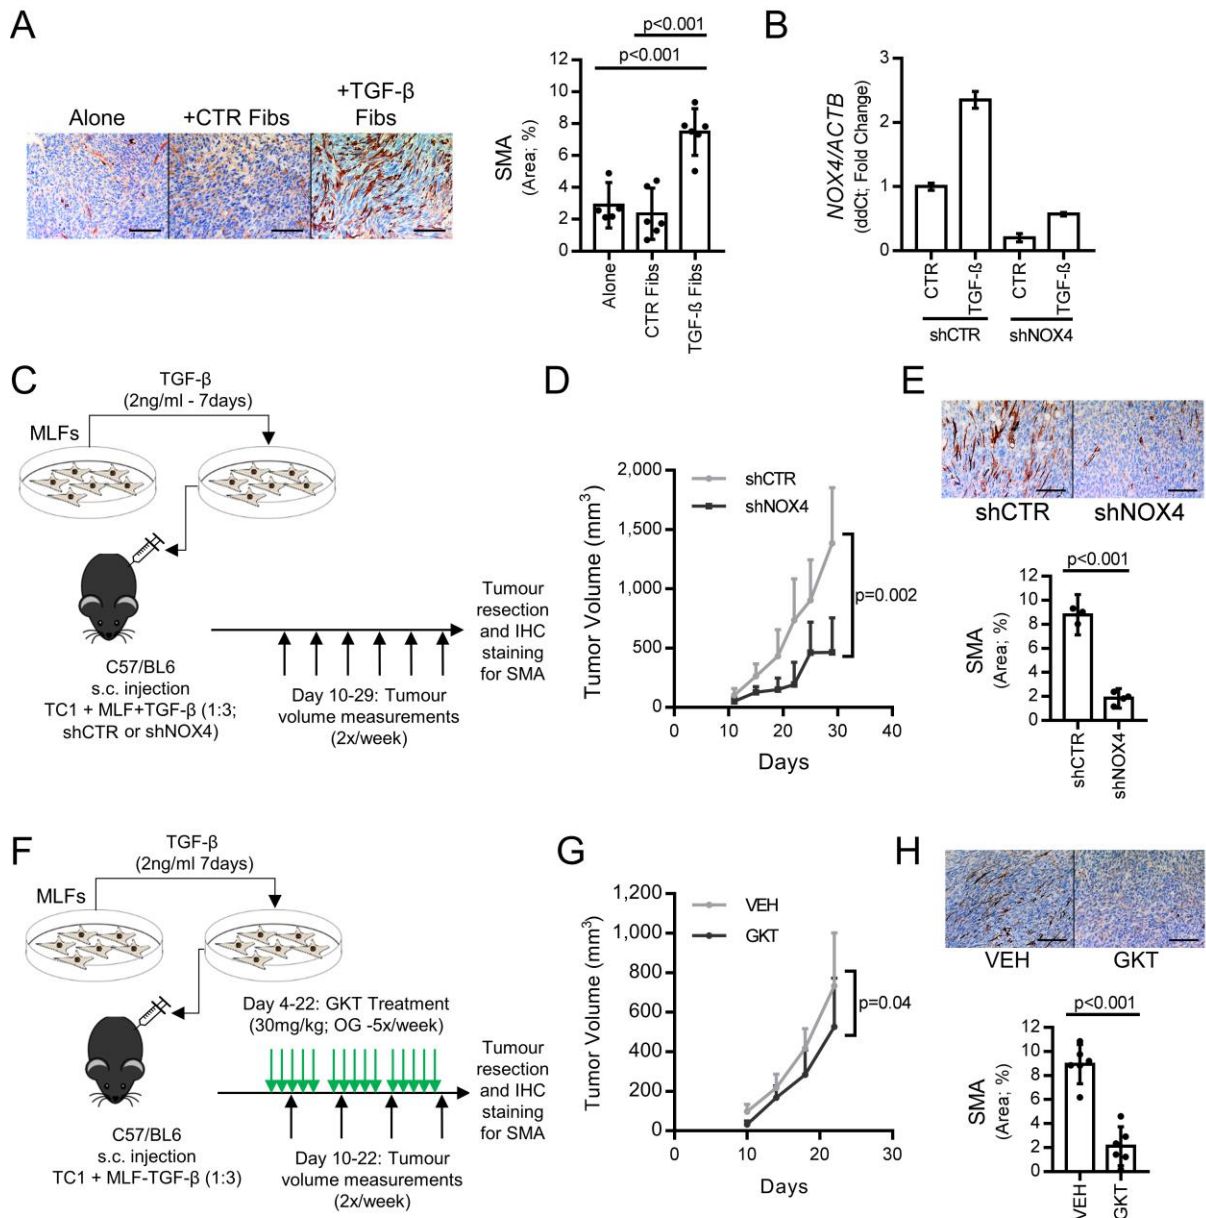 A
Alone
+CTR Fibs
+TGF-β
Fibs
SMA
(Area; %)
12
10
8
6
4
2
0
p<0.001
p<0.001
Alone
CTR Fibs
TGF-ß Fibs
B
NOX4/ACTB
(ddCt; Fold Change)
3
2
1
0
CTR
TGF-ß
CTR
TGF-ß
shCTR
shNOX4
C
TGF-β
(2ng/ml - 7days)
MLFs
C57/BL6
s.c. injection
TC1 + MLF+TGF-β (1:3;
shCTR or shNOX4)
Day 10-29: Tumour
volume measurements
(2x/week)
Tumour
resection
and IHC
staining
for SMA
D
Tumor Volume (mm³)
2,000
1,500
1,000
500
0
shCTR
shNOX4
p=0.002
0
10
20
30
40
Days
E
shCTR
shNOX4
p<0.001
SMA
(Area; %)
12
10
8
6
4
2
0
shCTR
shNOX4
F
TGF-β
(2ng/ml 7days)
MLFs
C57/BL6
s.c. injection
TC1 + MLF-TGF-β (1:3)
Day 4-22: GKT Treatment
(30mg/kg; OG -5x/week)
Day 10-22: Tumour
volume measurements
(2x/week)
Tumour
resection
and IHC
staining
for SMA
G
Tumor Volume (mm³)
1,200
1,000
800
600
400
200
0
VEH
GKT
p=0.04
0
10
20
30
Days
H
VEH
GKT
p<0.001
SMA
(Area; %)
12
10
8
6
4
2
0
VEH
GKT